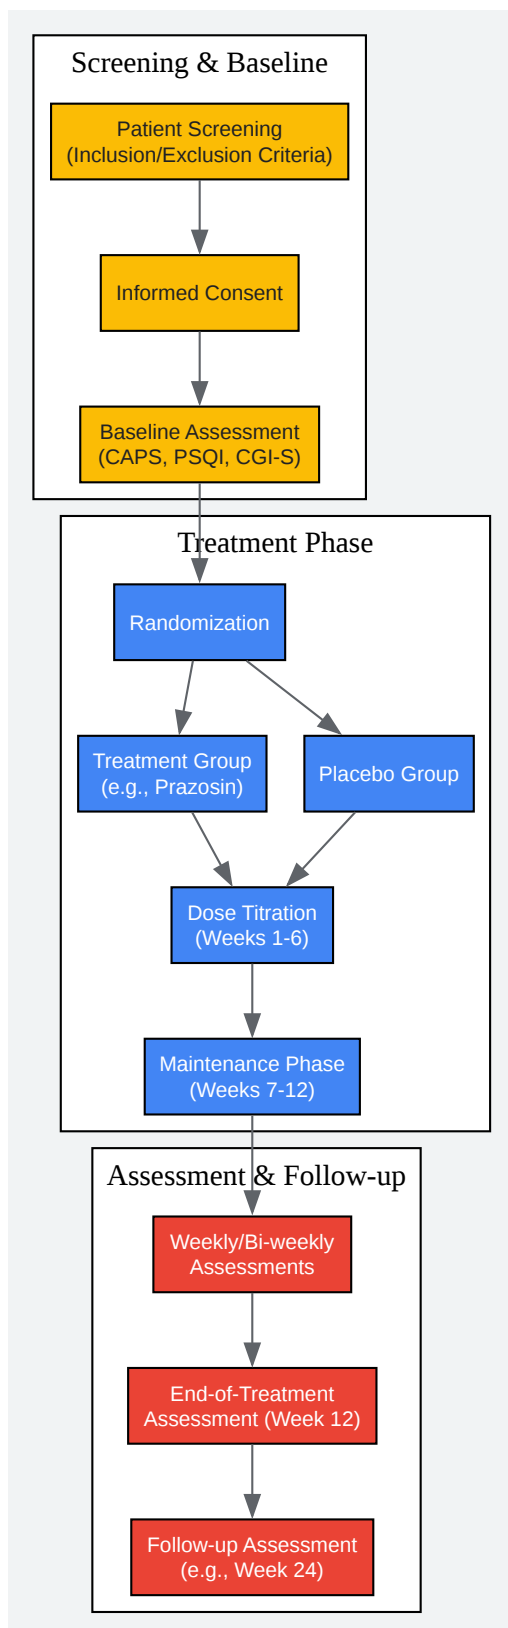 Screening & Baseline
Patient Screening
(Inclusion/Exclusion Criteria)
Informed Consent
Baseline Assessment
(CAPS, PSQI, CGI-S)
Treatment Phase
Randomization
Treatment Group
(e.g., Prazosin)
Placebo Group
Dose Titration
(Weeks 1-6)
Maintenance Phase
(Weeks 7-12)
Assessment & Follow-up
Weekly/Bi-weekly
Assessments
End-of-Treatment
Assessment (Week 12)
Follow-up Assessment
(e.g., Week 24)